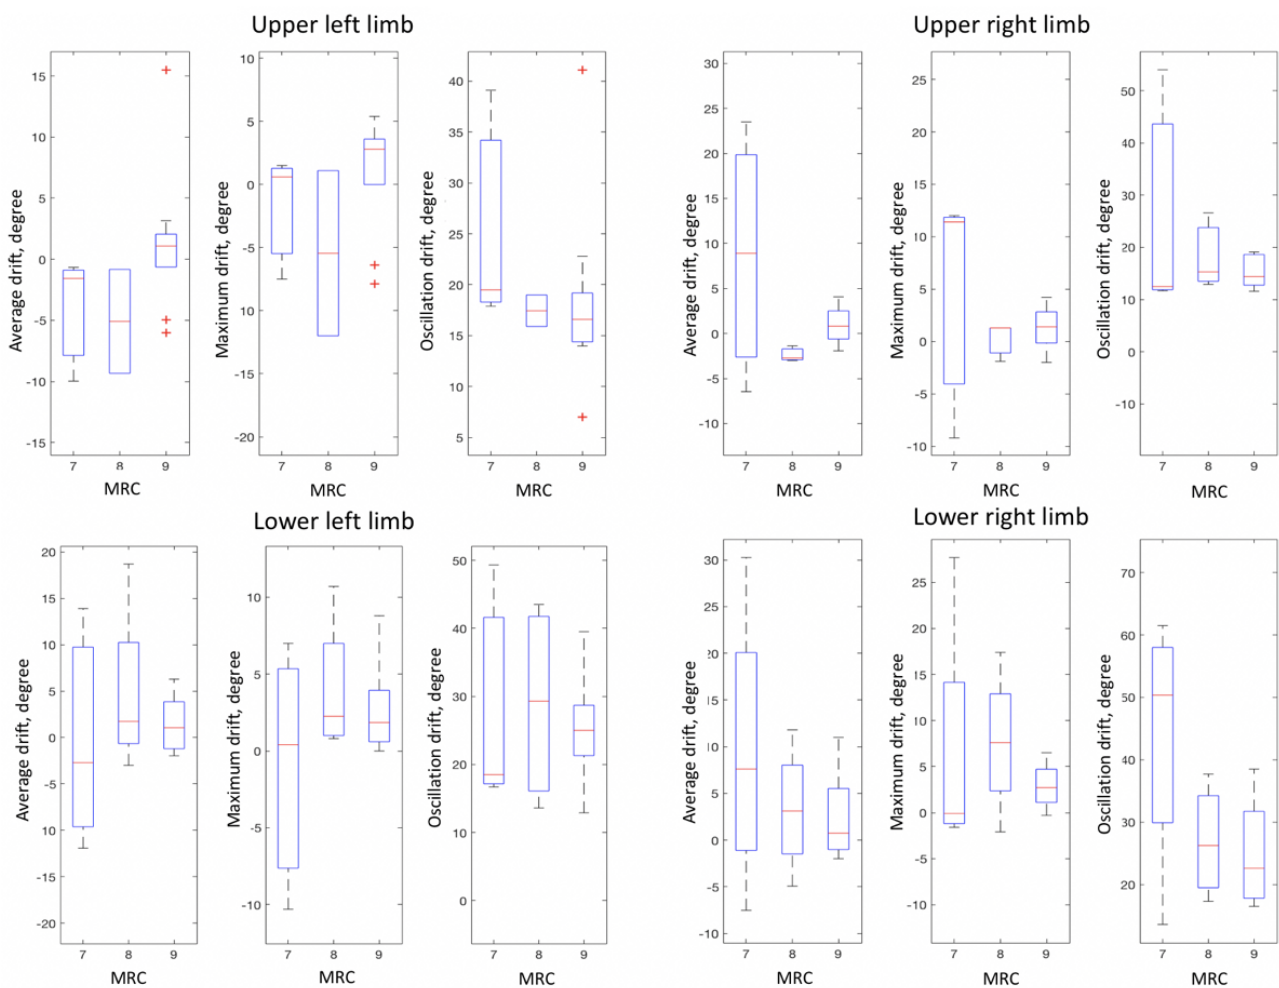 Upper left limb
Average drift, degree
15
10
5
0
-5
-10
-15
7 8 9
MRC
Maximum drift, degree
10
5
0
-5
10
-15
-20
7 8 9
MRC
Oscillation drift, degree
40
35
30
25
20
15
10
5
7 8 9
MRC
Upper right limb
Average drift, degree
30
25
20
15
10
5
0
-5
-10
7 8 9
MRC
Maximum drift, degree
25
20
15
10
5
0
-5
-10
7 8 9
MRC
Oscillation drift, degree
50
40
30
20
10
0
-10
7 8 9
MRC
Lower left limb
Average drift, degree
20
15
10
5
0
-5
10
-15
-20
7 8 9
MRC
Maximum drift, degree
10
5
0
-5
-10
7 8 9
MRC
Oscillation drift, degree
50
40
30
20
10
0
7 8 9
MRC
Lower right limb
Average drift, degree
30
25
20
15
10
5
0
-5
-10
7 8 9
MRC
Maximum drift, degree
25
20
15
10
5
0
-5
-10
7 8 9
MRC
Oscillation drift, degree
70
60
50
40
30
20
7 8 9
MRC